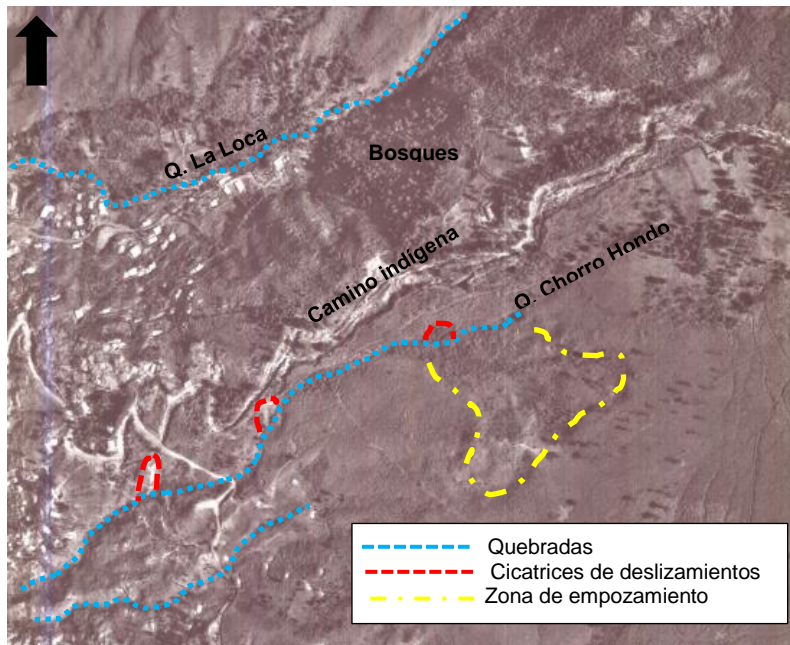 Q. La Loca
Bosques
Camino indígena
Q. Chorro Hondo
Quebradas
Cicatrices de deslizamientos
Zona de empozamiento